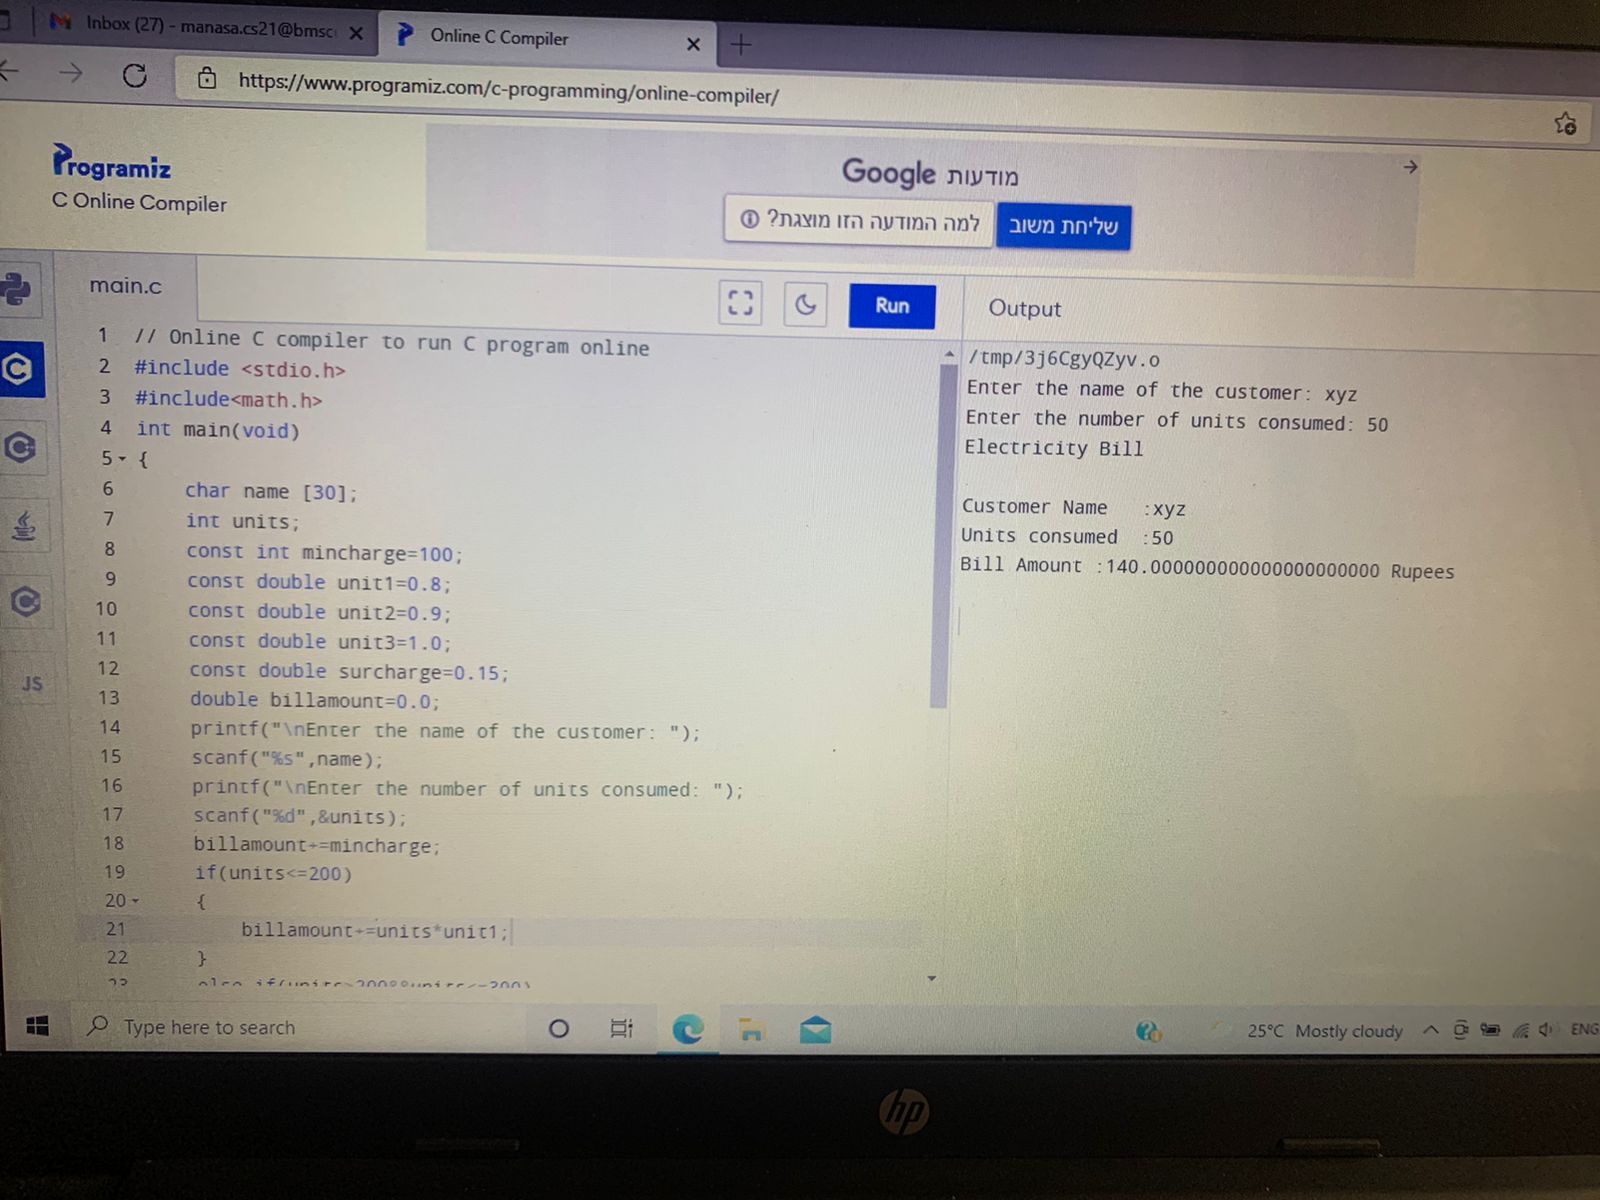 Inbox (27) - manasa.cs21@bmsc
Online C Compiler
https://www.programiz.com/c-programming/online-compiler/
Programiz
C Online Compiler
מודעות Google
שליחת משוב
למה המודעה הזו מוצגת?
main.c
Run
Output
1 // Online C compiler to run C program online
2 #include <stdio.h>
3 #include<math.h>
4 int main(void)
5 {
6 char name [30];
7 int units;
8 const int mincharge=100;
9 const double unit1=0.8;
10 const double unit2=0.9;
11 const double unit3=1.0;
12 const double surcharge=0.15;
13 double billamount=0.0;
14 printf("\nEnter the name of the customer: ");
15 scanf("%s",name);
16 printf("\nEnter the number of units consumed: ");
17 scanf("%d",&units);
18 billamount+=mincharge;
19 if(units<=200)
20 {
21 billamount+=units*unit1;
22 }
/tmp/3j6CgyQZyv.o
Enter the name of the customer: xyz
Enter the number of units consumed: 50
Electricity Bill
Customer Name :xyz
Units consumed :50
Bill Amount :140.000000000000000000000 Rupees
JS
Type here to search
25°C Mostly cloudy
ENG
hp